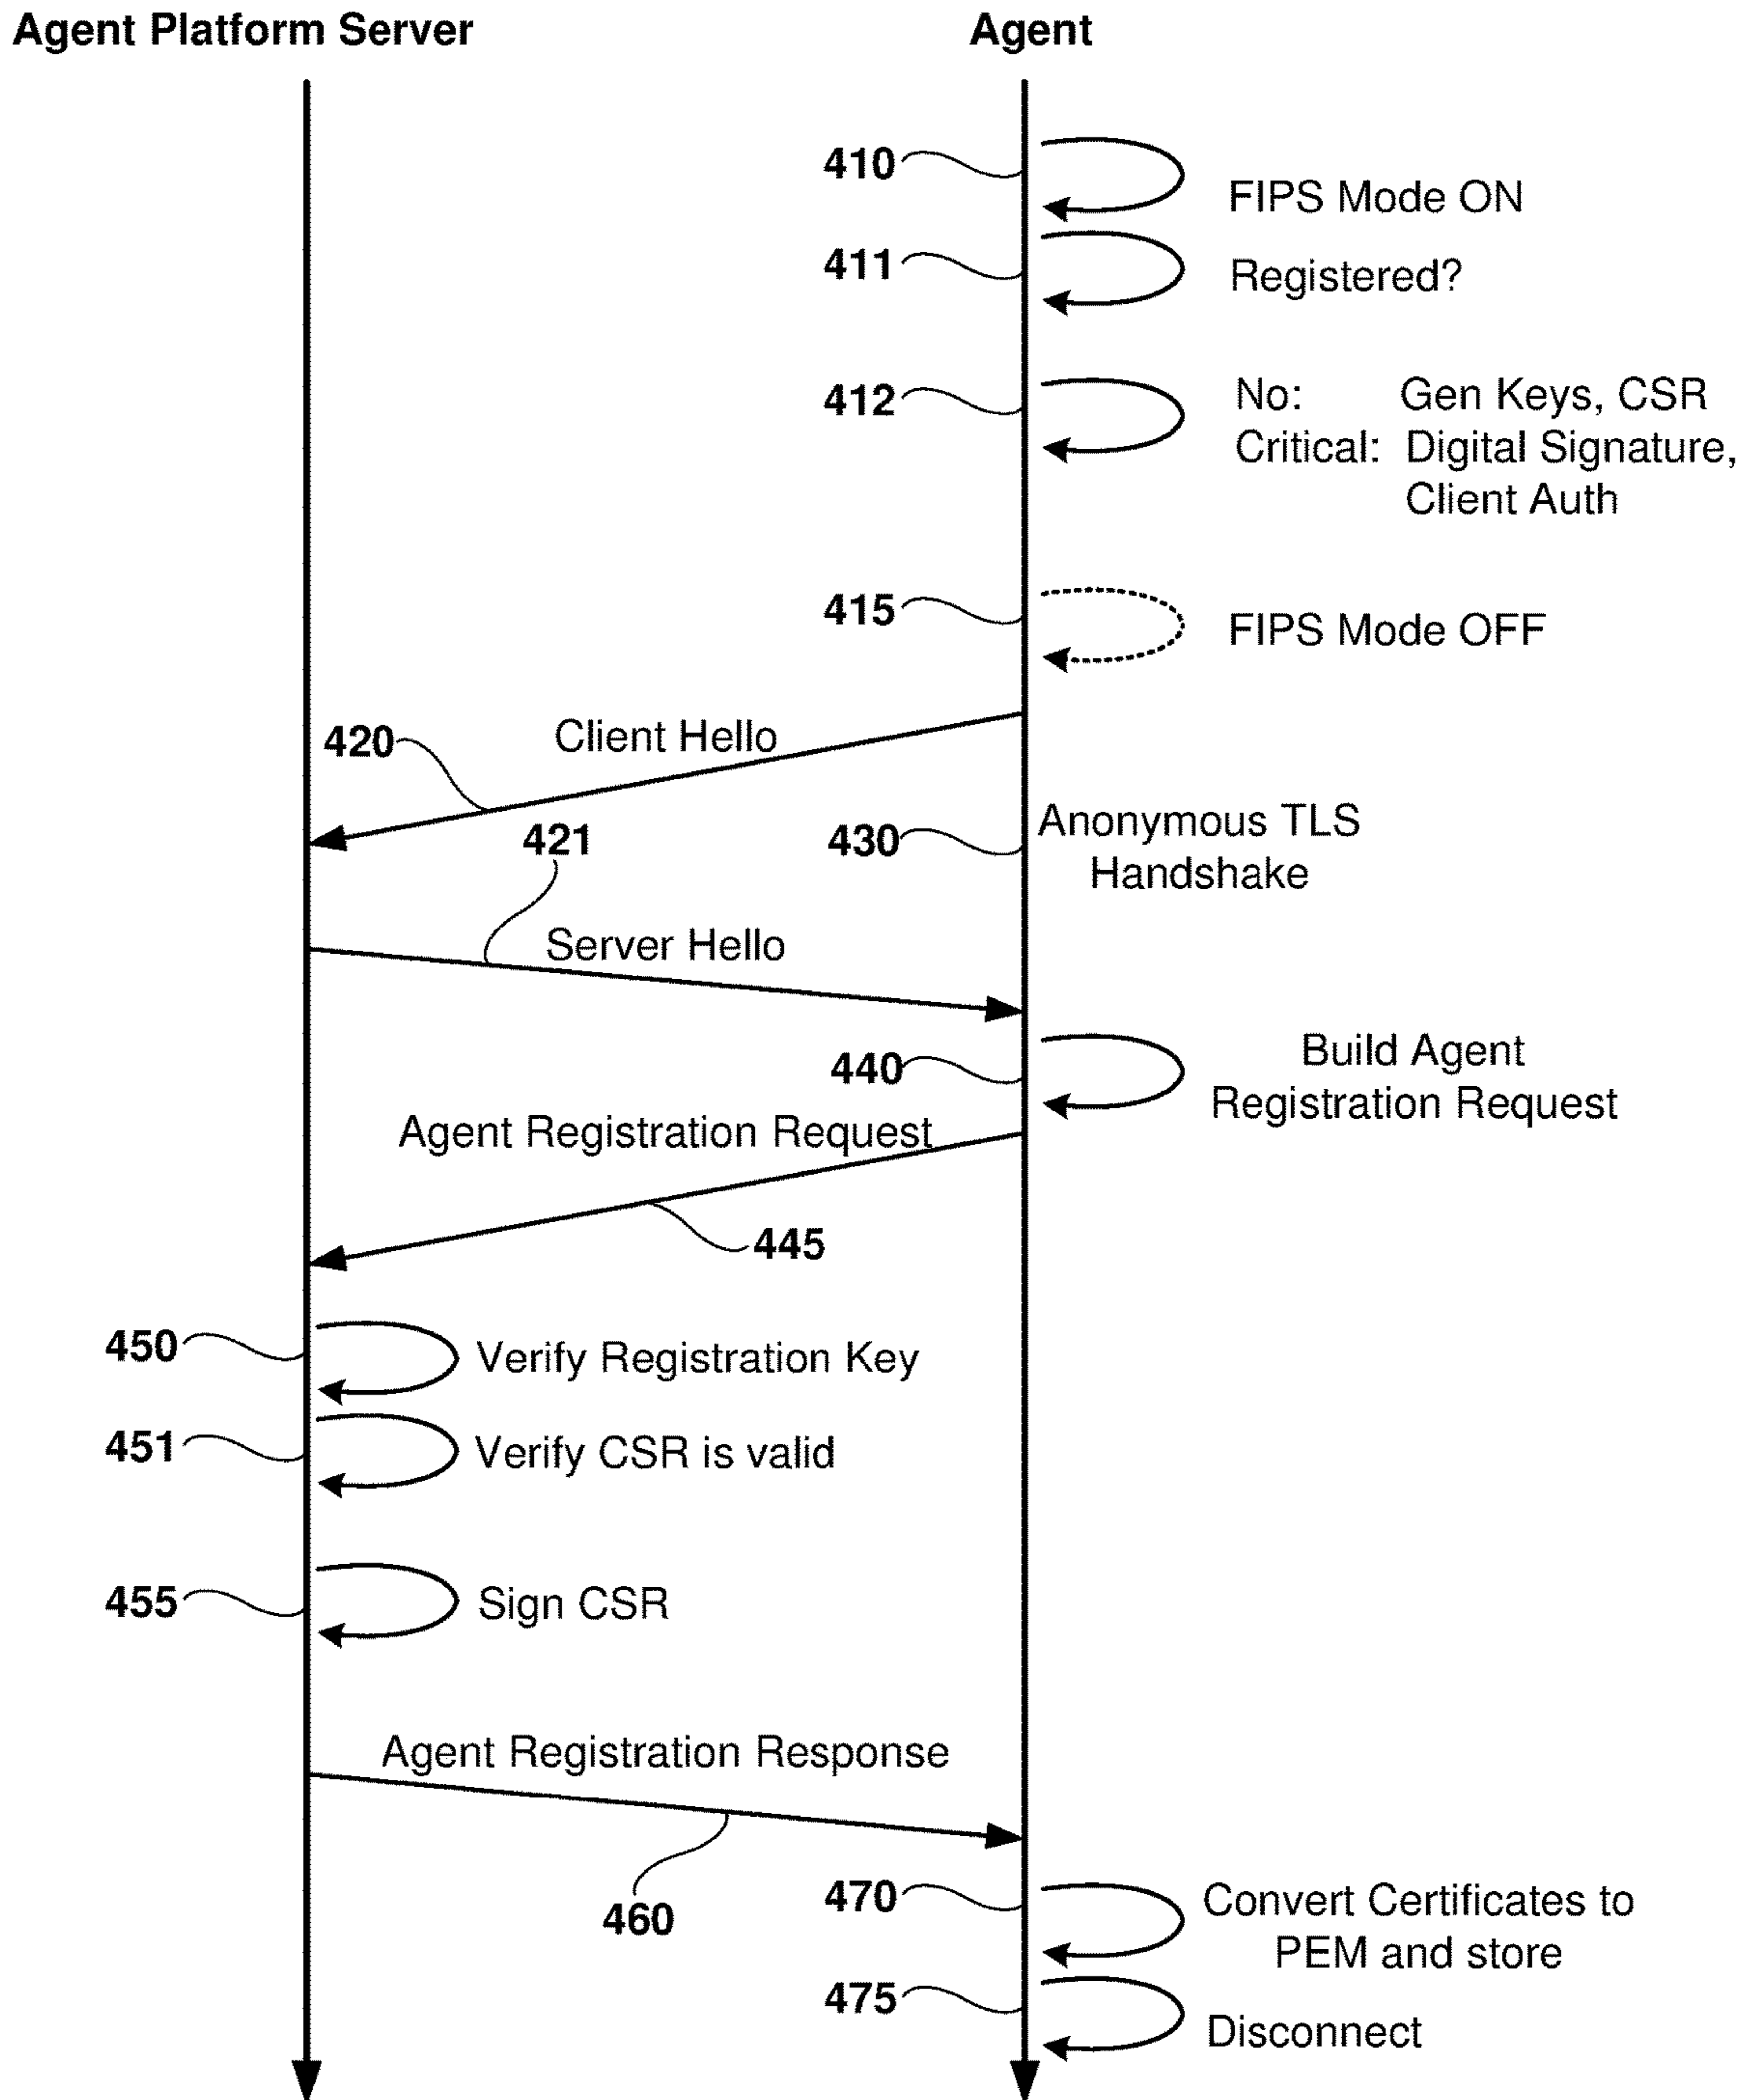 Agent Platform Server
Agent
410
FIPS Mode ON
411
Registered?
412
No: Gen Keys, CSR
Critical: Digital Signature,
Client Auth
415
FIPS Mode OFF
420
Client Hello
421
430
Anonymous TLS
Handshake
Server Hello
440
Build Agent
Registration Request
Agent Registration Request
445
450
Verify Registration Key
451
Verify CSR is valid
455
Sign CSR
Agent Registration Response
460
470
Convert Certificates to
PEM and store
475
Disconnect